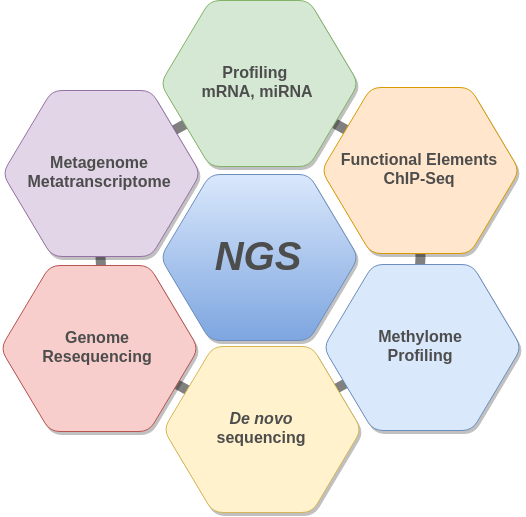 Profiling
mRNA, miRNA
Functional Elements
ChIP-Seq
Metagenome
Metatranscriptome
NGS
Methylome
Profiling
Genome
Resequencing
De novo
sequencing